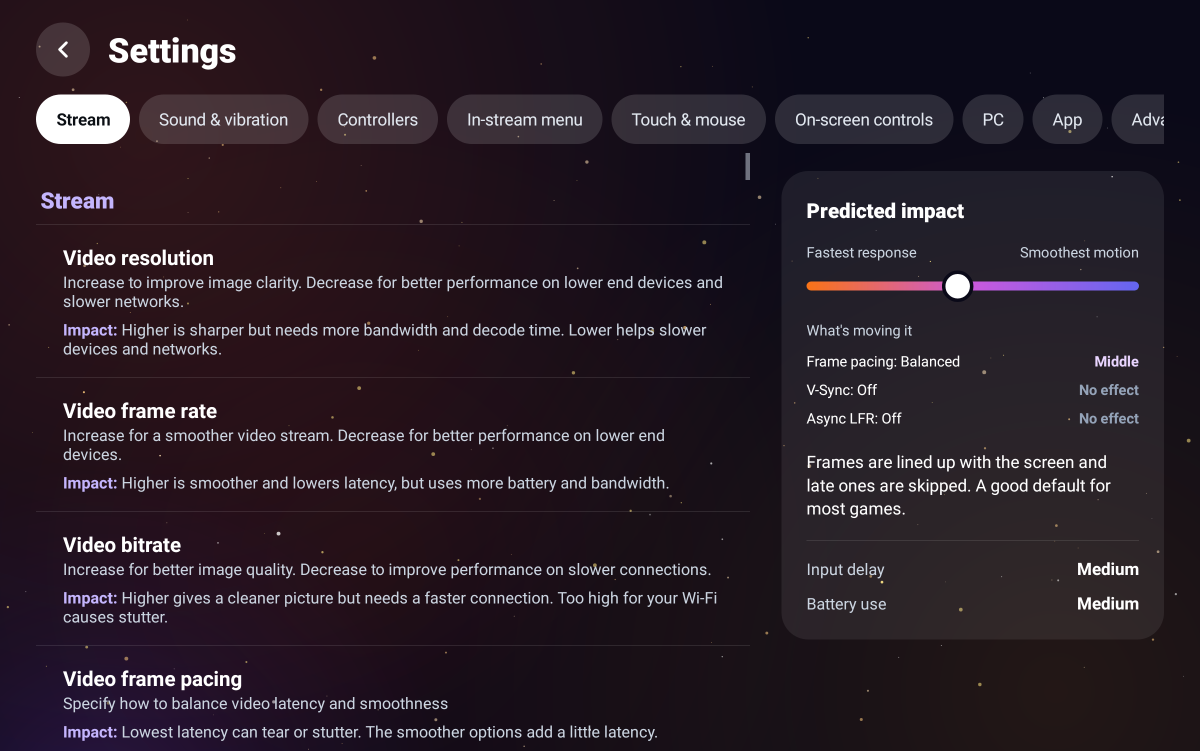 Settings
Stream
Sound & vibration
Controllers
In-stream menu
Touch & mouse
On-screen controls
PC
App
Adva
Stream
Video resolution
Increase to improve image clarity. Decrease for better performance on lower end devices and
slower networks.
Impact: Higher is sharper but needs more bandwidth and decode time. Lower helps slower
devices and networks.
Video frame rate
Increase for a smoother video stream. Decrease for better performance on lower end
devices.
Impact: Higher is smoother and lowers latency, but uses more battery and bandwidth.
Video bitrate
Increase for better image quality. Decrease to improve performance on slower connections.
Impact: Higher gives a cleaner picture but needs a faster connection. Too high for your Wi-Fi
causes stutter.
Video frame pacing
Specify how to balance video latency and smoothness
Impact: Lowest latency can tear or stutter. The smoother options add a little latency.
Predicted impact
Fastest response
Smoothest motion
What's moving it
Frame pacing: Balanced
Middle
V-Sync: Off
No effect
Async LFR: Off
No effect
Frames are lined up with the screen and
late ones are skipped. A good default for
most games.
Input delay
Medium
Battery use
Medium